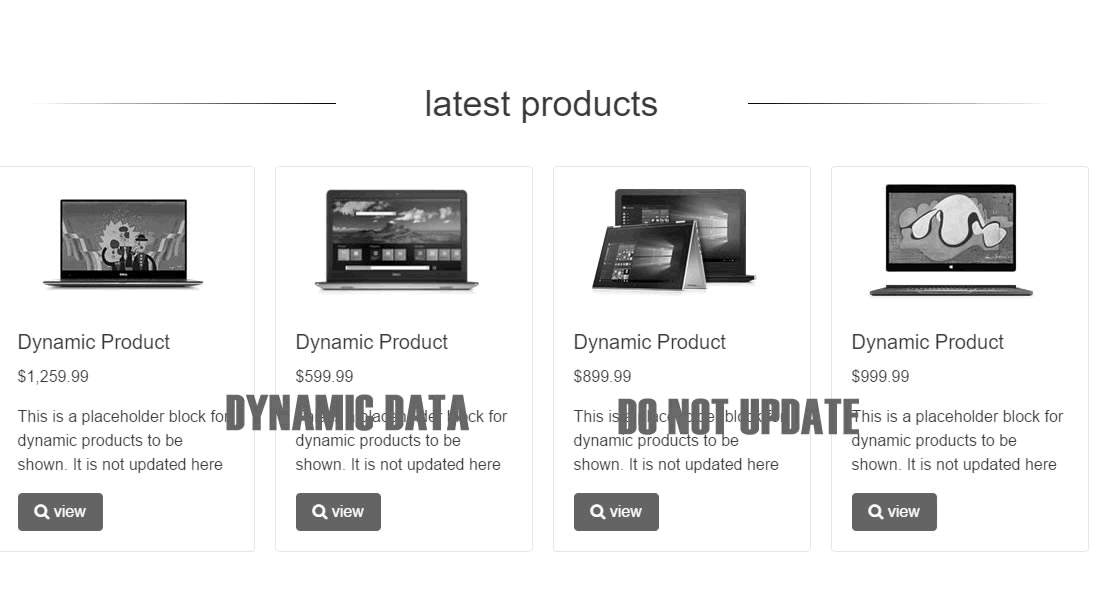 latest products
Dynamic Product
$1,259.99
This is a placeholder block for
dynamic products to be
shown. It is not updated here
view
Dynamic Product
$599.99
This is a placeholder block for
dynamic products to be
shown. It is not updated here
view
Dynamic Product
$899.99
This is a placeholder block for
dynamic products to be
shown. It is not updated here
view
Dynamic Product
$999.99
This is a placeholder block for
dynamic products to be
shown. It is not updated here
view
DYNAMIC DATA
DO NOT UPDATE